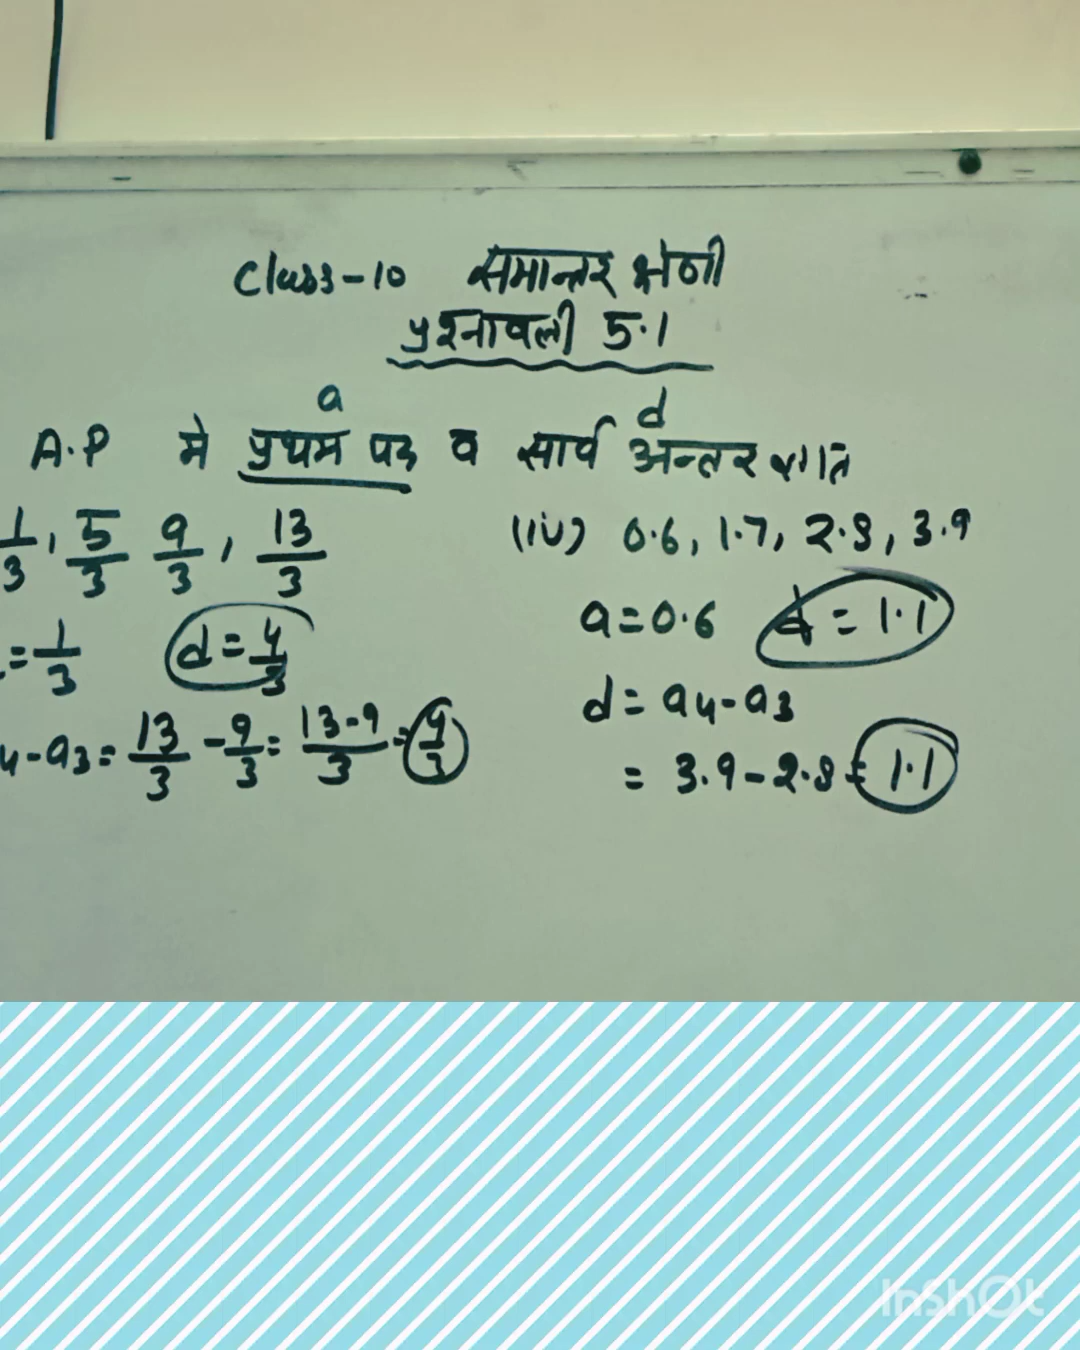 Class-10 समान्तर श्रेणी
प्रश्नावली 5.1
a d
A.P मे प्रथम पद व सार्व अन्तर
1/3, 5/3 9/3, 13/3
(iv) 0.6, 1.7, 2.8, 3.9
= 1/3 d = 4/3
a = 0.6 d = 1.1
4-a3 = 13/3 - 9/3 = 13-9/3 = 4/3
d = a4-a3
= 3.9-2.8 = 1.1
InShOt